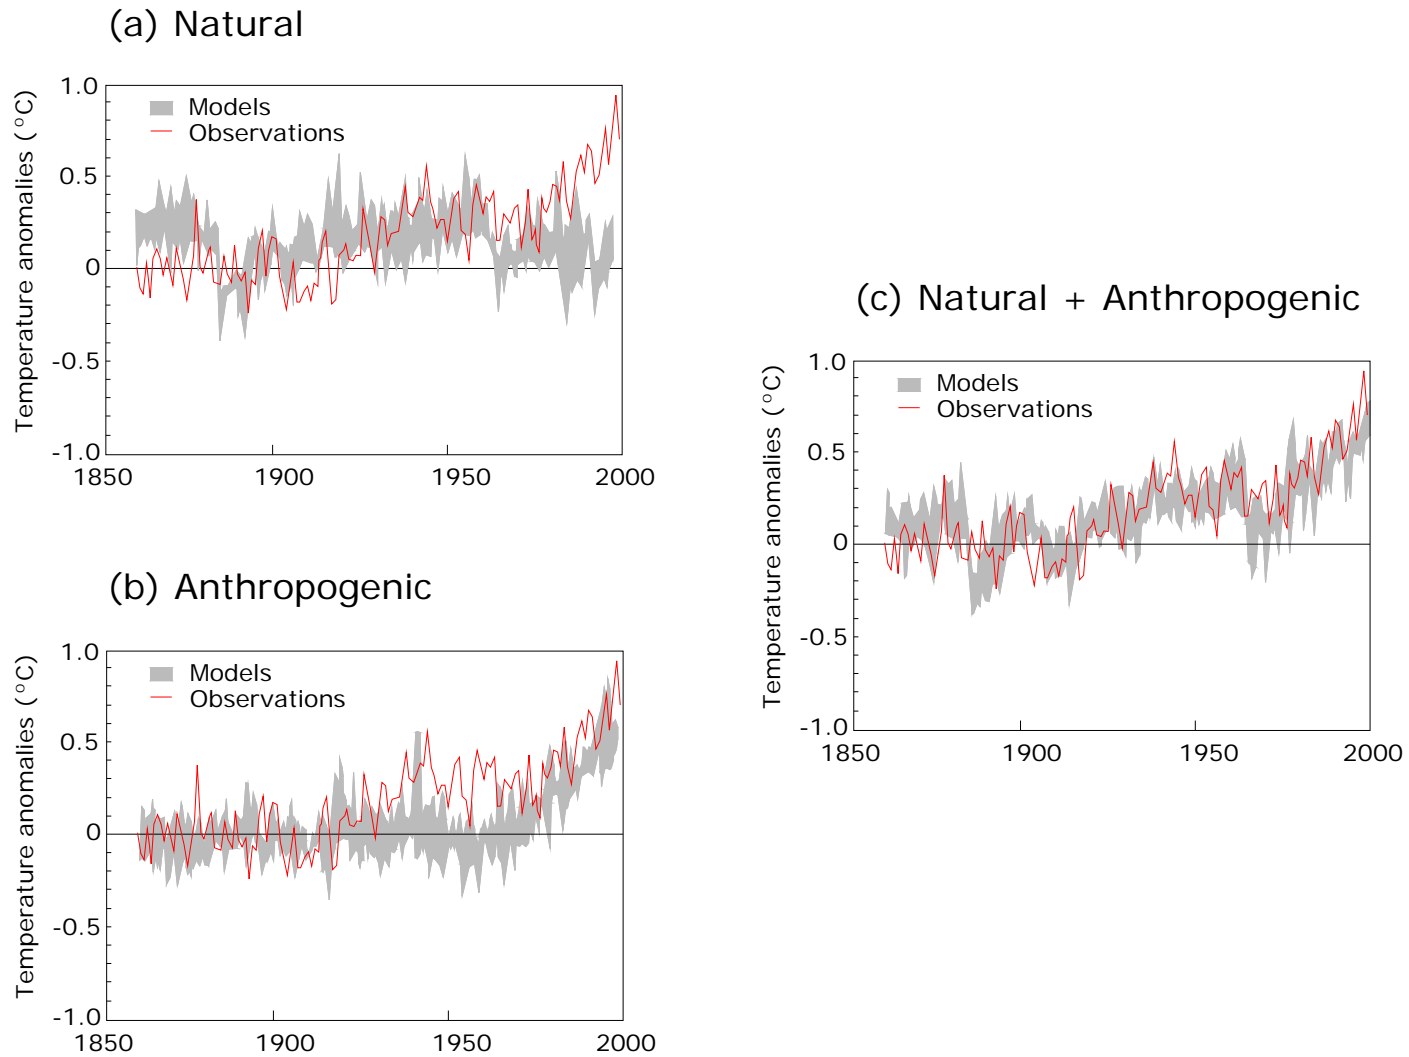 (a) Natural
Temperature anomalies (°C)
1.0
0.5
0
-0.5
-1.0
Models
Observations
1850 1900 1950 2000
(b) Anthropogenic
Temperature anomalies (°C)
1.0
0.5
0
-0.5
-1.0
Models
Observations
1850 1900 1950 2000
(c) Natural + Anthropogenic
Temperature anomalies (°C)
1.0
0.5
0
-0.5
-1.0
Models
Observations
1850 1900 1950 2000